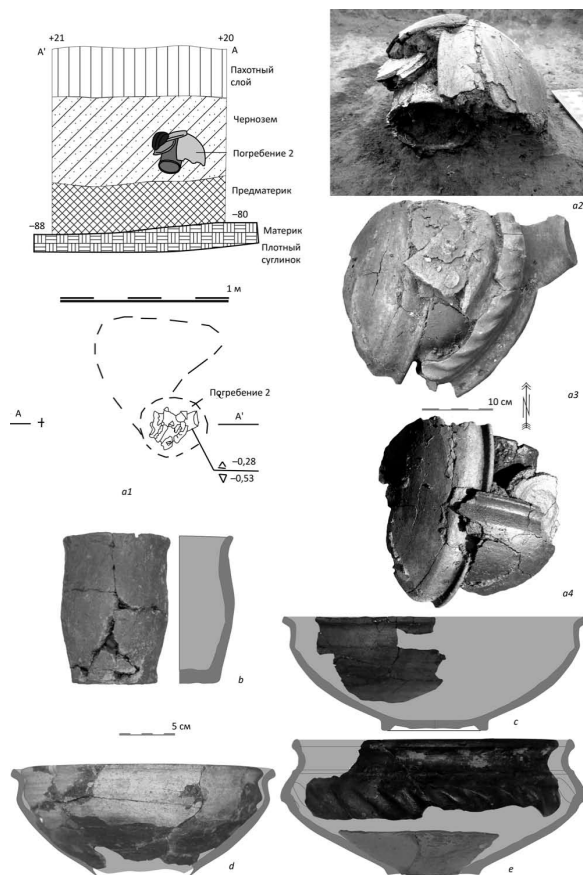 +21
+20
A'
A
Пахотный
слой
Чернозем
Погребение 2
Предматерик
–88
–80
Материк
Плотный
суглинок
1 м
Погребение 2
A
A'
–0,28
–0,53
a1
a2
a3
10 см
N
a4
b
c
5 см
d
e